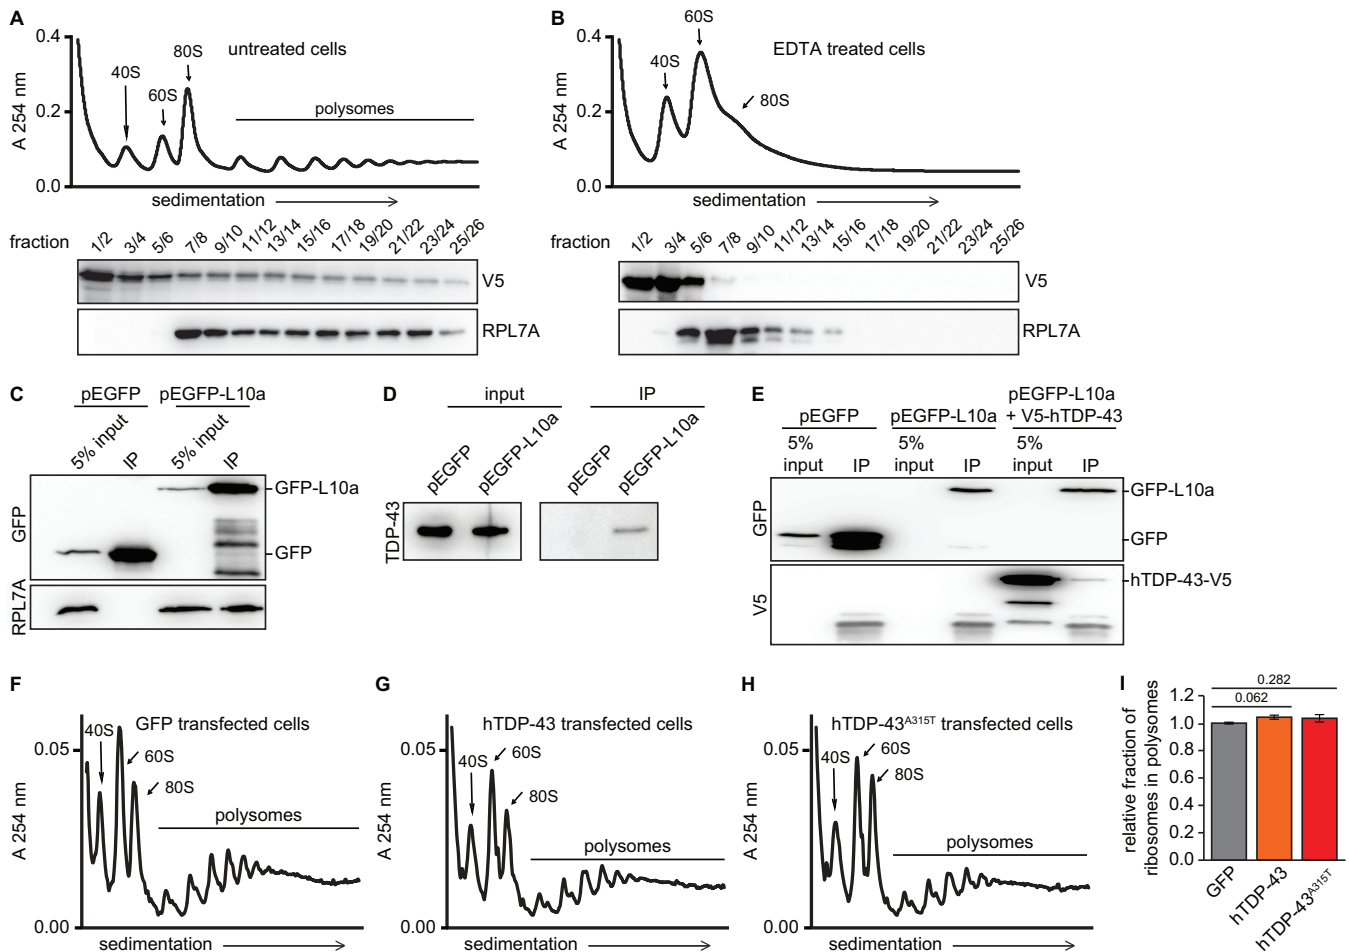 A
untreated cells
0.4
0.2
0.0
A 254 nm
40S
60S
80S
polysomes
sedimentation
fraction
1/2 3/4 5/6 7/8 9/10 11/12 13/14 15/16 17/18 19/20 21/22 23/24 25/26
V5
RPL7A
B
EDTA treated cells
0.4
0.2
0.0
A 254 nm
40S
60S
80S
sedimentation
fraction
1/2 3/4 5/6 7/8 9/10 11/12 13/14 15/16 17/18 19/20 21/22 23/24 25/26
V5
RPL7A
C
pEGFP pEGFP-L10a
5% input IP 5% input IP
GFP
GFP-L10a
GFP
RPL7A
D
input IP
pEGFP pEGFP-L10a pEGFP pEGFP-L10a
TDP-43
E
pEGFP pEGFP-L10a pEGFP-L10a
+ V5-hTDP-43
5% 5% 5%
input IP input IP input IP
GFP
GFP-L10a
GFP
V5
hTDP-43-V5
F
GFP transfected cells
0.05
0.00
A 254 nm
40S
60S
80S
polysomes
sedimentation
G
hTDP-43 transfected cells
0.05
0.00
A 254 nm
40S
60S
80S
polysomes
sedimentation
H
hTDP-43A315T transfected cells
0.05
0.00
A 254 nm
40S
60S
80S
polysomes
sedimentation
I
0.282
0.062
1.2
1.0
0.8
0.6
0.4
0.2
0.0
relative fraction of
ribosomes in polysomes
GFP
hTDP-43
hTDP-43A315T